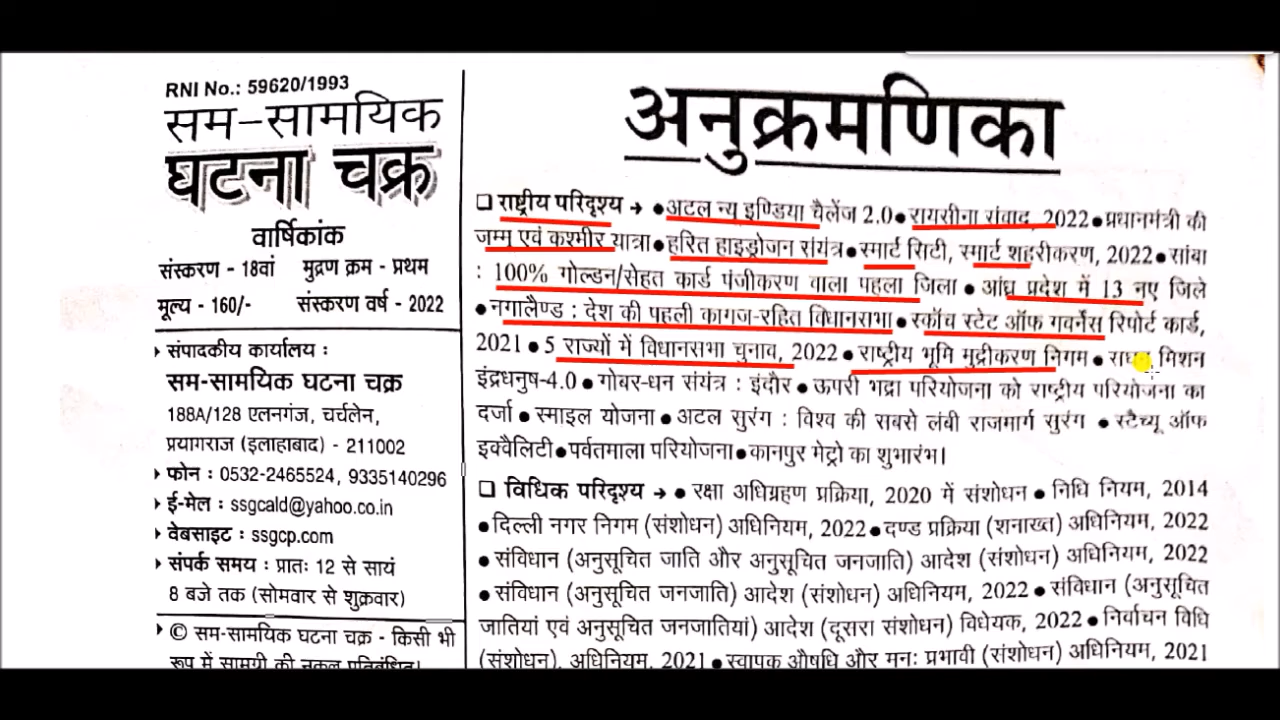 RNI No.: 59620/1993
सम-सामयिक
घटना चक्र
वार्षिकांक
संस्करण - 18वां मुद्रण क्रम - प्रथम
मूल्य - 160/- संस्करण वर्ष - 2022
संपादकीय कार्यालय :
सम-सामयिक घटना चक्र
188A/128 एलनगंज, चर्चलेन,
प्रयागराज (इलाहाबाद) - 211002
फोन : 0532-2465524, 9335140296
ई-मेल : ssgcald@yahoo.co.in
वेबसाइट : ssgcp.com
संपर्क समय : प्रातः 12 से सायं
8 बजे तक (सोमवार से शुक्रवार)
© सम-सामयिक घटना चक्र - किसी भी
रूप में सामग्री की नकल प्रतिबंधित।
अनुक्रमणिका
❑ राष्ट्रीय परिदृश्य → ●अटल न्यू इण्डिया चैलेंज 2.0●रायसीना संवाद, 2022●प्रधानमंत्री की
जम्मू एवं कश्मीर यात्रा●हरित हाइड्रोजन संयंत्र●स्मार्ट सिटी, स्मार्ट शहरीकरण, 2022●सांबा
: 100% गोल्डन/सेहत कार्ड पंजीकरण वाला पहला जिला ● आंध्र प्रदेश में 13 नए जिले
●नगालैण्ड : देश की पहली कागज-रहित विधानसभा●स्कॉच स्टेट ऑफ गवर्नेंस रिपोर्ट कार्ड,
2021●5 राज्यों में विधानसभा चुनाव, 2022●राष्ट्रीय भूमि मुद्रीकरण निगम● मिशन
इंद्रधनुष-4.0●गोबर-धन संयंत्र : इंदौर●ऊपरी भद्रा परियोजना को राष्ट्रीय परियोजना का
दर्जा●स्माइल योजना●अटल सुरंग : विश्व की सबसे लंबी राजमार्ग सुरंग ●स्टैच्यू ऑफ
इक्वैलिटी●पर्वतमाला परियोजना●कानपुर मेट्रो का शुभारंभ।
❑ विधिक परिदृश्य → ● रक्षा अधिग्रहण प्रक्रिया, 2020 में संशोधन ● निधि नियम, 2014
●दिल्ली नगर निगम (संशोधन) अधिनियम, 2022●दण्ड प्रक्रिया (शनाख्त) अधिनियम, 2022
●संविधान (अनुसूचित जाति और अनुसूचित जनजाति) आदेश (संशोधन) अधिनियम, 2022
●संविधान (अनुसूचित जनजाति) आदेश (संशोधन) अधिनियम, 2022 ● संविधान (अनुसूचित
जातियां एवं अनुसूचित जनजातियां) आदेश (दूसरा संशोधन) विधेयक, 2022 ● निर्वाचन विधि
(संशोधन), अधिनियम, 2021 ●स्वापक औषधि और मनः प्रभावी (संशोधन) अधिनियम, 2021